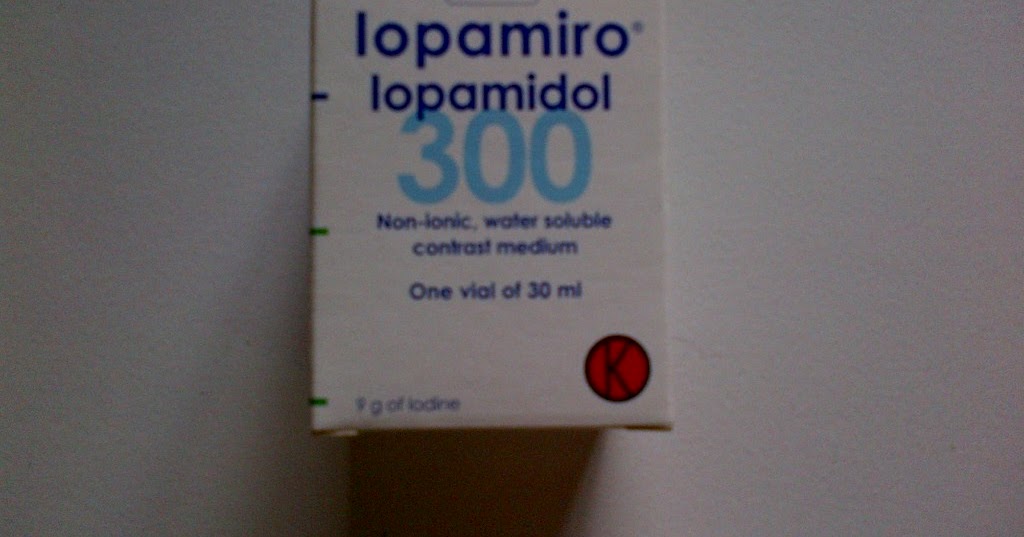 Iopamiro®
Iopamidol
300
Non-ionic, water soluble
contrast medium
One vial of 30 ml
K
9 g of Iodine